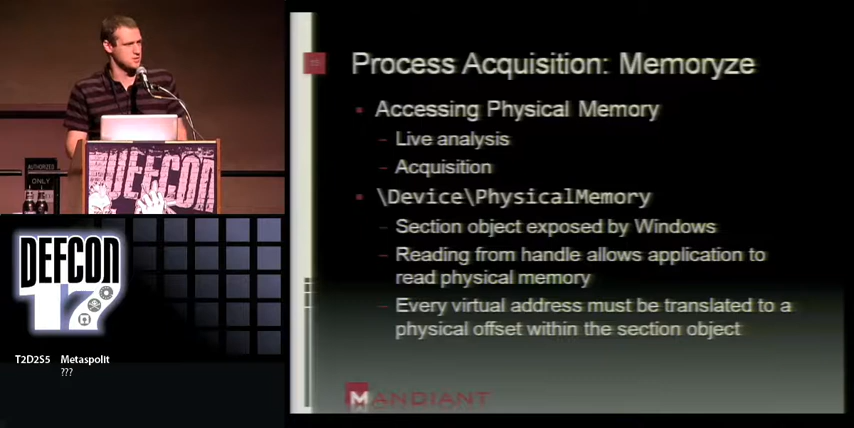 Process Acquisition: Memoryze
Accessing Physical Memory
– Live analysis
– Acquisition
\Device\PhysicalMemory
– Section object exposed by Windows
– Reading from handle allows application to
read physical memory
– Every virtual address must be translated to a
physical offset within the section object
MANDIANT
AUTHORIZED
ONLY
DEFCON
DEFCON
17
T2D2S5 Metaspolit
???